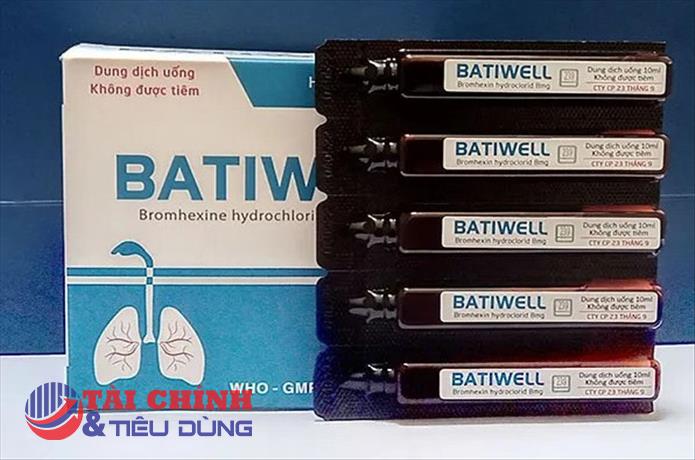 Dung dịch uống
Không được tiêm
H
BATIW
Bromhexine hydrochlori
WHO - GMP
BATIWELL
Bromhexin hydroclorid 8mg
Dung dịch uống 10ml
Không được tiêm
CTY CP 23 THÁNG 9
BATIWELL
Bromhexin hydroclorid 8mg
Dung dịch uống 10ml
Không được tiêm
CTY CP 23 THÁNG 9
BATIWELL
Bromhexin hydroclorid 8mg
Dung dịch uống 10ml
Không được tiêm
CTY CP 23 THÁNG 9
BATIWELL
Bromhexin hydroclorid 8mg
Dung dịch uống 10ml
Không được tiêm
CTY CP 23 THÁNG 9
BATIWELL
Bromhexin hydroclorid 8mg
Dung dịch uống 10ml
Không được tiêm
CTY CP 23 THÁNG 9
TÀI CHÍNH
& TIÊU DÙNG